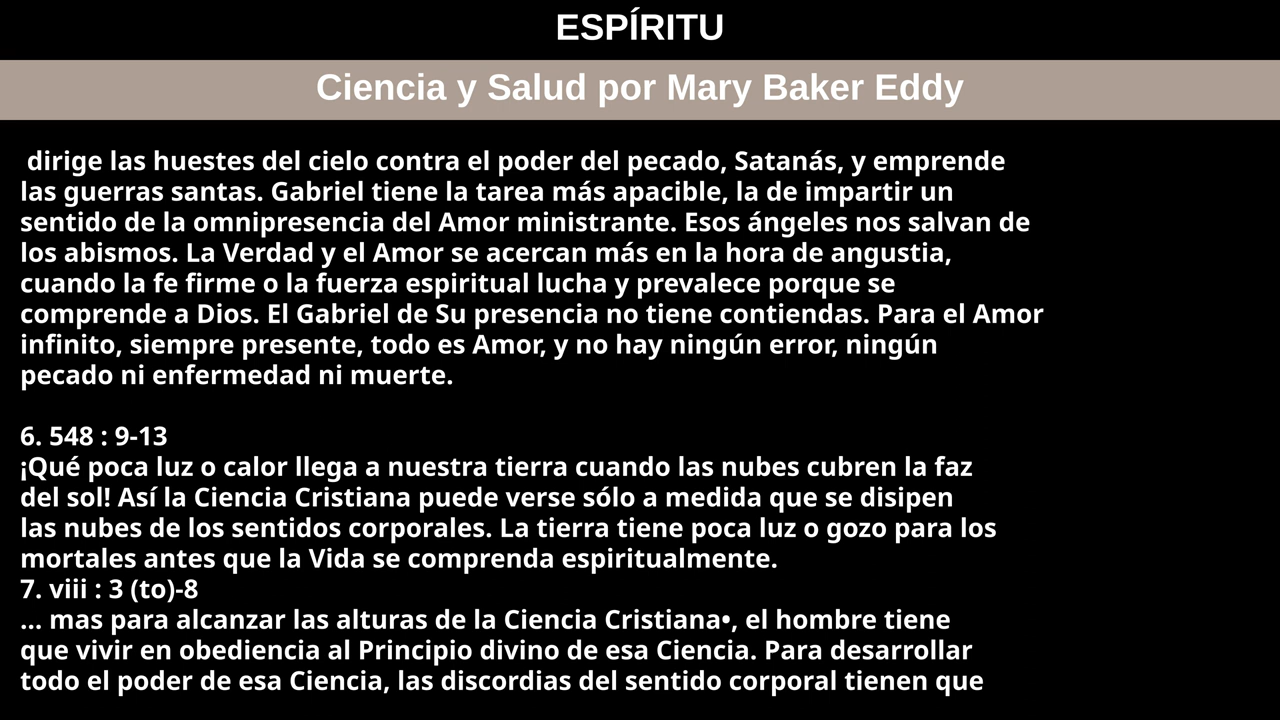 ESPÍRITU
Ciencia y Salud por Mary Baker Eddy
dirige las huestes del cielo contra el poder del pecado, Satanás, y emprende
las guerras santas. Gabriel tiene la tarea más apacible, la de impartir un
sentido de la omnipresencia del Amor ministrante. Esos ángeles nos salvan de
los abismos. La Verdad y el Amor se acercan más en la hora de angustia,
cuando la fe firme o la fuerza espiritual lucha y prevalece porque se
comprende a Dios. El Gabriel de Su presencia no tiene contiendas. Para el Amor
infinito, siempre presente, todo es Amor, y no hay ningún error, ningún
pecado ni enfermedad ni muerte.
6. 548 : 9-13
¡Qué poca luz o calor llega a nuestra tierra cuando las nubes cubren la faz
del sol! Así la Ciencia Cristiana puede verse sólo a medida que se disipen
las nubes de los sentidos corporales. La tierra tiene poca luz o gozo para los
mortales antes que la Vida se comprenda espiritualmente.
7. viii : 3 (to)-8
... mas para alcanzar las alturas de la Ciencia Cristiana•, el hombre tiene
que vivir en obediencia al Principio divino de esa Ciencia. Para desarrollar
todo el poder de esa Ciencia, las discordias del sentido corporal tienen que